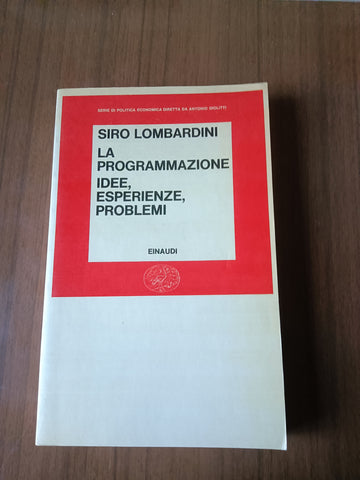 SERIE DI POLITICA ECONOMICA DIRETTA DA ANTONIO GIOLITTI
SIRO LOMBARDINI
LA
PROGRAMMAZIONE
IDEE,
ESPERIENZE,
PROBLEMI
EINAUDI